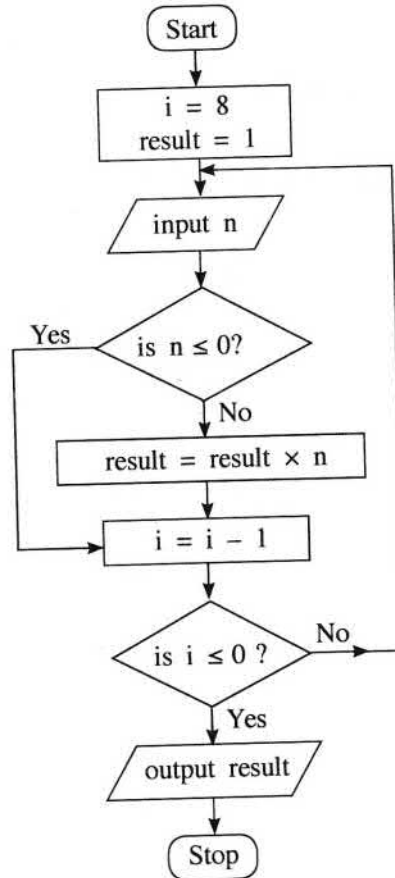 Start
i = 8
result = 1
input n
Yes
is n ≤ 0?
No
result = result × n
i = i – 1
is i ≤ 0 ?
No
Yes
output result
Stop